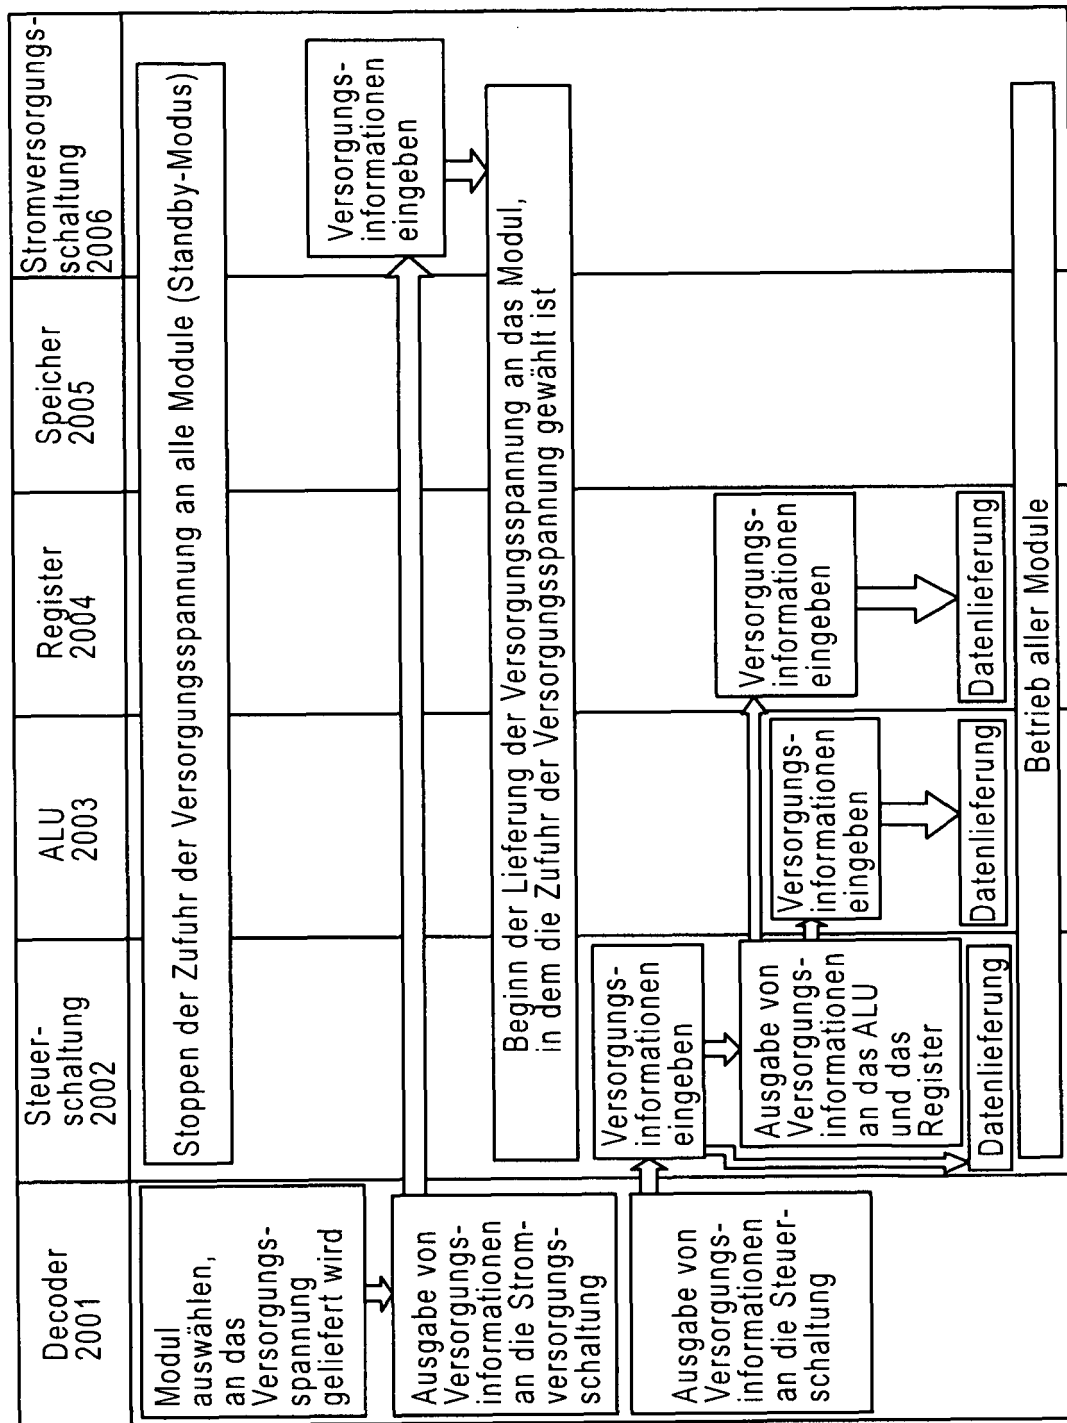 Decoder
2001
Steuer-
schaltung
2002
ALU
2003
Register
2004
Speicher
2005
Stromversorgungs-
schaltung
2006
Modul
auswählen,
an das
Versorgungs-
spannung
geliefert wird
Stoppen der Zufuhr der Versorgungsspannung an alle Module (Standby-Modus)
Ausgabe von
Versorgungs-
informationen
an die Strom-
versorgungs-
schaltung
Versorgungs-
informationen
eingeben
Beginn der Lieferung der Versorgungsspannung an das Modul,
in dem die Zufuhr der Versorgungsspannung gewählt ist
Ausgabe von
Versorgungs-
informationen
an die Steuer-
schaltung
Versorgungs-
informationen
eingeben
Ausgabe von
Versorgungs-
informationen
an das ALU
und das
Register
Versorgungs-
informationen
eingeben
Versorgungs-
informationen
eingeben
Datenlieferung
Datenlieferung
Datenlieferung
Betrieb aller Module